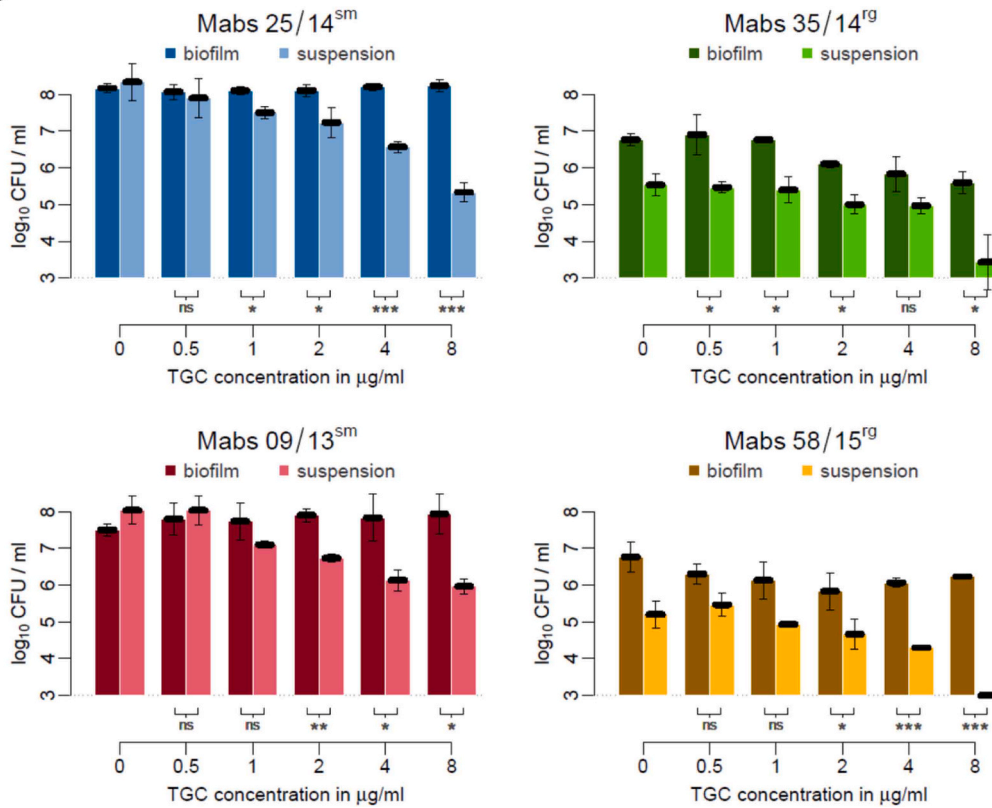 Mabs 25/14sm
biofilm suspension
log10 CFU / ml
8
7
6
5
4
3
ns * * *** ***
0 0.5 1 2 4 8
TGC concentration in μg/ml
Mabs 35/14rg
biofilm suspension
log10 CFU / ml
8
7
6
5
4
3
* * * ns *
0 0.5 1 2 4 8
TGC concentration in μg/ml
Mabs 09/13sm
biofilm suspension
log10 CFU / ml
8
7
6
5
4
3
ns ns ** * *
0 0.5 1 2 4 8
TGC concentration in μg/ml
Mabs 58/15rg
biofilm suspension
log10 CFU / ml
8
7
6
5
4
3
ns ns * *** ***
0 0.5 1 2 4 8
TGC concentration in μg/ml